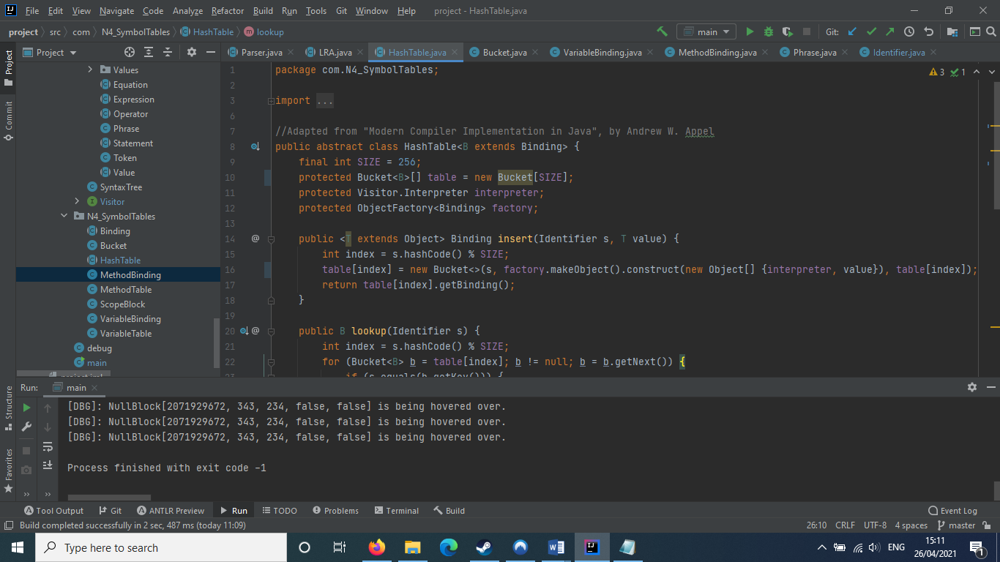 File Edit View Navigate Code Analyze Refactor Build Run Tools Git Window Help project - HashTable.java
project src com N4_SymbolTables HashTable lookup main Git:
Project
Parser.java LRA.java HashTable.java Bucket.java VariableBinding.java MethodBinding.java Phrase.java Identifier.java
Project
Commit
Structure
Favorites
Values
Equation
Expression
Operator
Phrase
Statement
Token
Value
SyntaxTree
Visitor
N4_SymbolTables
Binding
Bucket
HashTable
MethodBinding
MethodTable
ScopeBlock
VariableBinding
VariableTable
debug
main
project.iml
3 1
1 package com.N4_SymbolTables;
2
3 import ...
6
7 //Adapted from "Modern Compiler Implementation in Java", by Andrew W. Appel
8 public abstract class HashTable<B extends Binding> {
9 final int SIZE = 256;
10 protected Bucket<B>[] table = new Bucket[SIZE];
11 protected Visitor.Interpreter interpreter;
12 protected ObjectFactory<Binding> factory;
13
14 @ public <T extends Object> Binding insert(Identifier s, T value) {
15 int index = s.hashCode() % SIZE;
16 table[index] = new Bucket<>(s, factory.makeObject().construct(new Object[] {interpreter, value}), table[index]);
17 return table[index].getBinding();
18 }
19
20 @ public B lookup(Identifier s) {
21 int index = s.hashCode() % SIZE;
22 for (Bucket<B> b = table[index]; b != null; b = b.getNext()) {
23 if (s.equals(b.getKey())) {
Run: main
[DBG]: NullBlock[2071929672, 343, 234, false, false] is being hovered over.
[DBG]: NullBlock[2071929672, 343, 234, false, false] is being hovered over.
[DBG]: NullBlock[2071929672, 343, 234, false, false] is being hovered over.
Process finished with exit code -1
Tool Output Git ANTLR Preview Run TODO Problems Terminal Build Event Log
Build completed successfully in 2 sec, 487 ms (today 11:09) 26:10 CRLF UTF-8 4 spaces master
Type here to search
ENG
15:11
26/04/2021
1